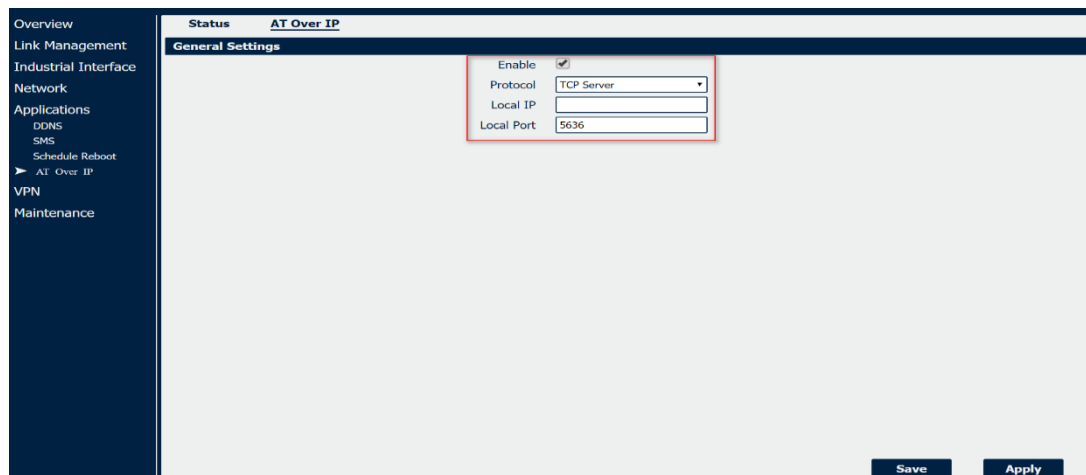 Overview
Link Management
Industrial Interface
Network
Applications
DDNS
SMS
Schedule Reboot
AT Over IP
VPN
Maintenance
Status AT Over IP
General Settings
Enable
Protocol TCP Server
Local IP
Local Port 5636
Save Apply